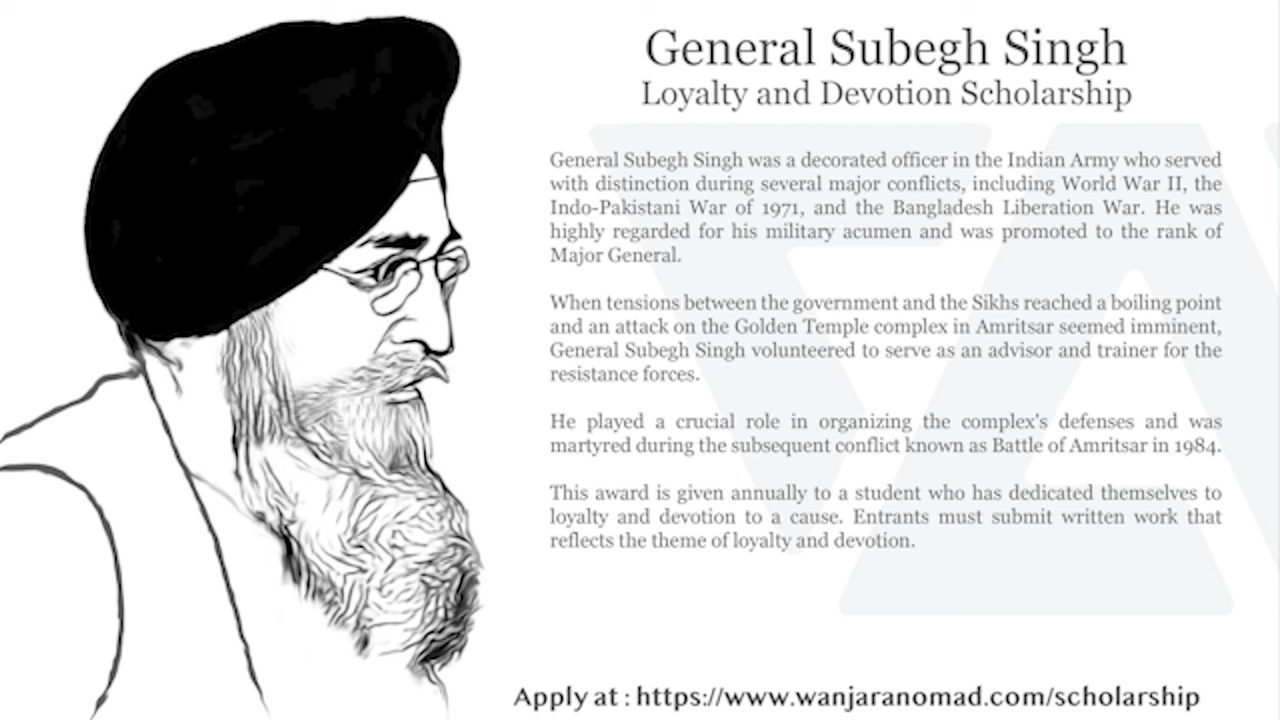 General Subegh Singh
Loyalty and Devotion Scholarship
General Subegh Singh was a decorated officer in the Indian Army who served
with distinction during several major conflicts, including World War II, the
Indo-Pakistani War of 1971, and the Bangladesh Liberation War. He was
highly regarded for his military acumen and was promoted to the rank of
Major General.
When tensions between the government and the Sikhs reached a boiling point
and an attack on the Golden Temple complex in Amritsar seemed imminent,
General Subegh Singh volunteered to serve as an advisor and trainer for the
resistance forces.
He played a crucial role in organizing the complex's defenses and was
martyred during the subsequent conflict known as Battle of Amritsar in 1984.
This award is given annually to a student who has dedicated themselves to
loyalty and devotion to a cause. Entrants must submit written work that
reflects the theme of loyalty and devotion.
Apply at : https://www.wanjaranomad.com/scholarship